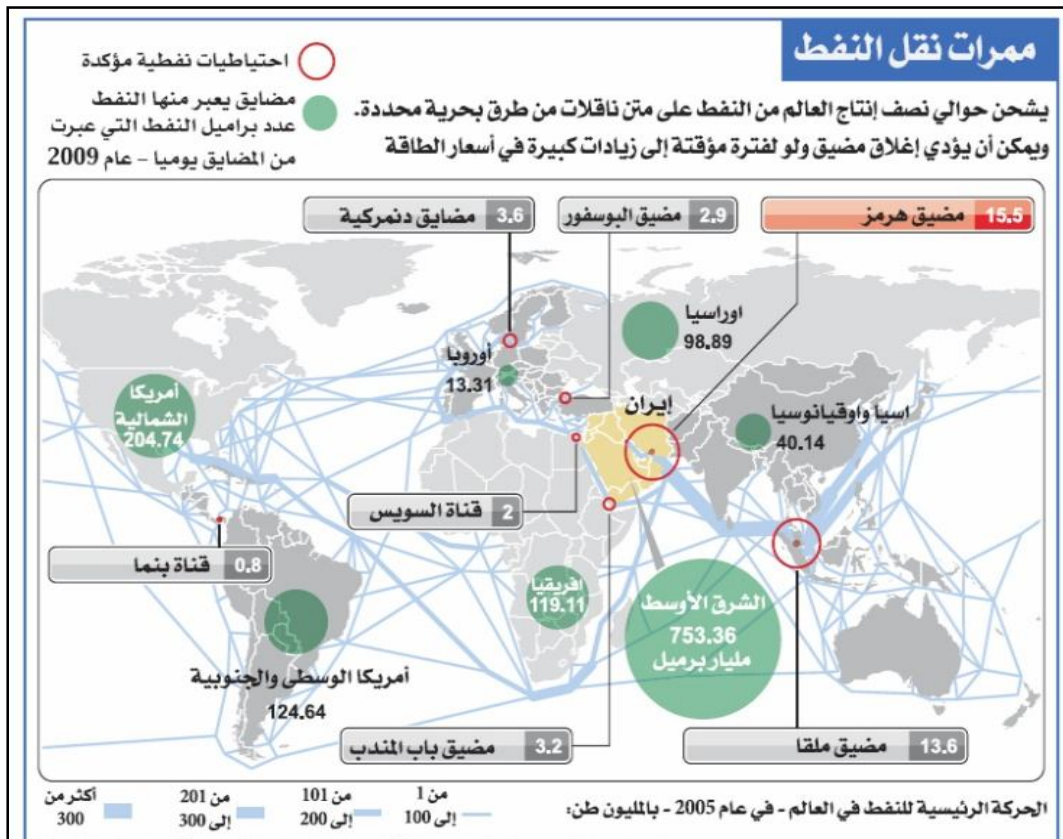 ممرات نقل النفط
يشحن حوالي نصف إنتاج العالم من النفط على متن ناقلات من طرق بحرية محددة.
ويمكن أن يؤدي إغلاق مضيق ولو لفترة مؤقتة إلى زيادات كبيرة في أسعار الطاقة
احتياطيات نفطية مؤكدة
مضايق يعبر منها النفط
عدد براميل النفط التي عبرت
من المضايق يوميا - عام 2009
15.5 مضيق هرمز
2.9 مضيق البوسفور
3.6 مضايق دنمركية
اوراسيا
98.89
أوروبا
13.31
أمريكا
الشمالية
204.74
إيران
اسيا واوقيانوسيا
40.14
2 قناة السويس
0.8 قناة بنما
افريقيا
119.11
الشرق الأوسط
753.36
مليار برميل
أمريكا الوسطى والجنوبية
124.64
3.2 مضيق باب المندب
13.6 مضيق ملقا
الحركة الرئيسية للنفط في العالم - في عام 2005 - بالمليون طن:
من 1
إلى 100
من 101
إلى 200
من 201
إلى 300
أكثر من
300